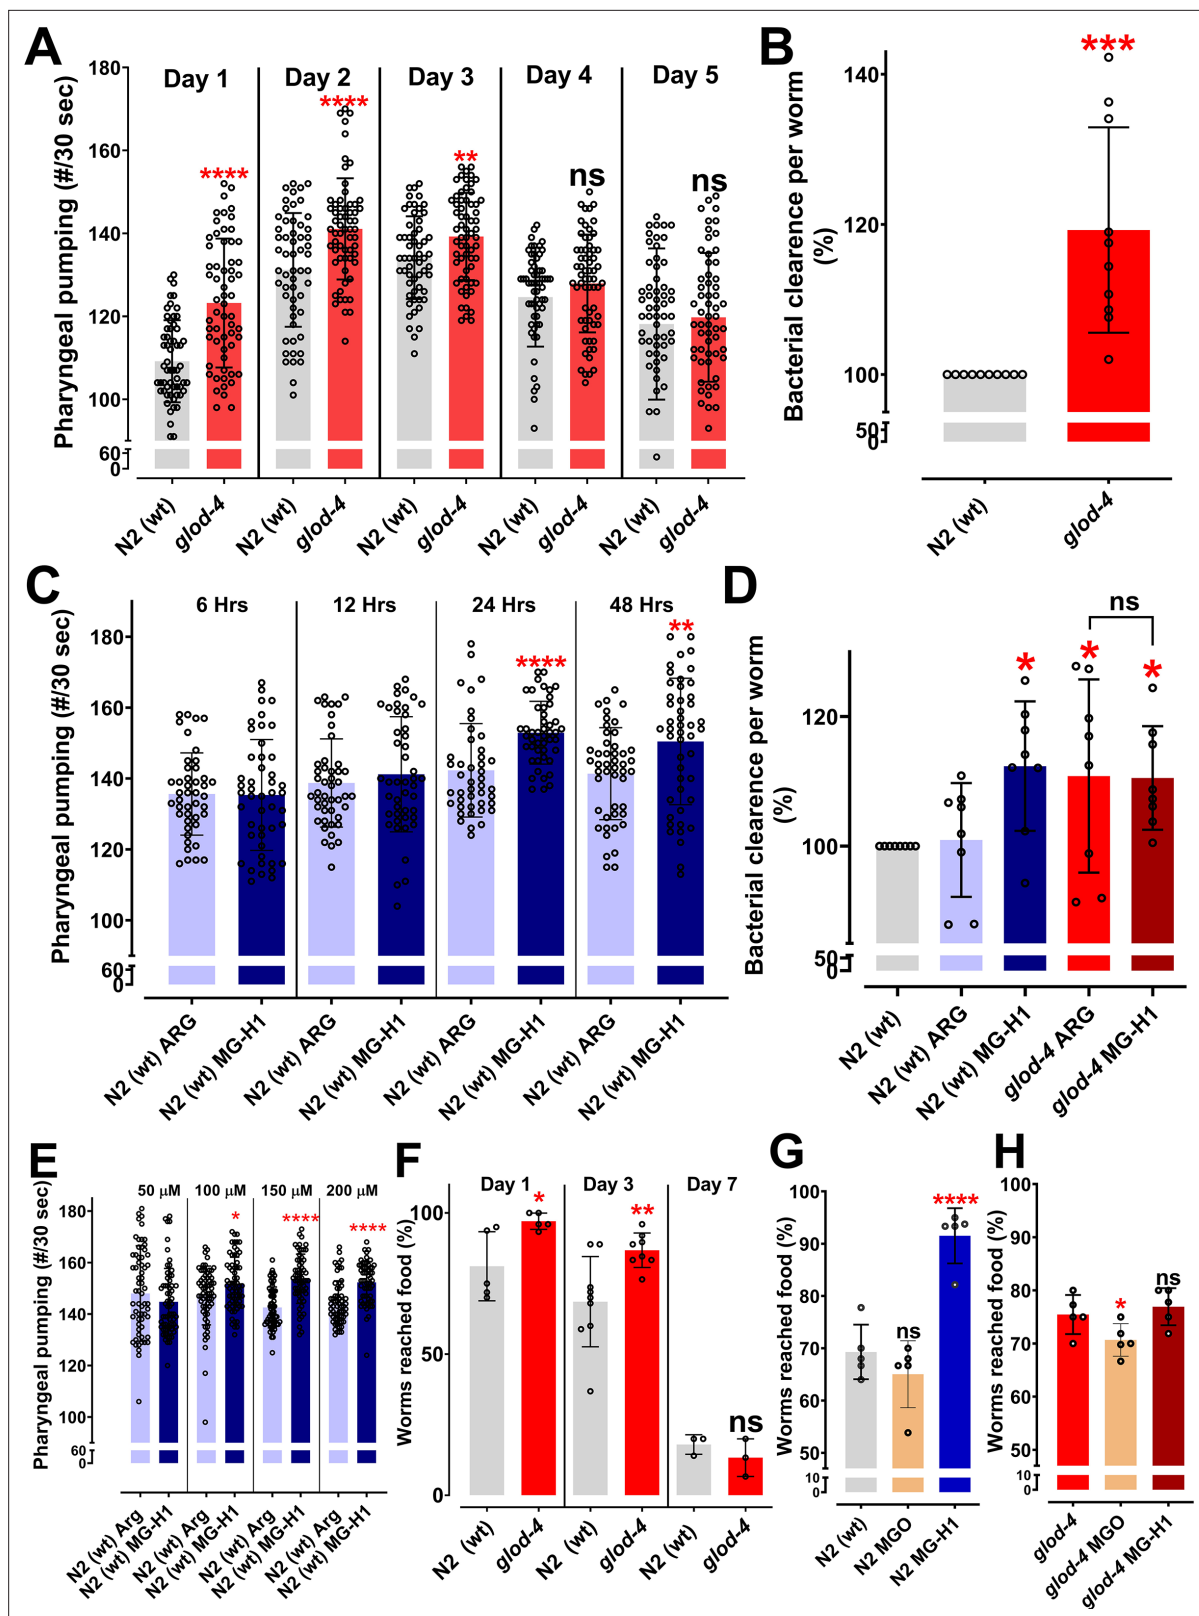 A
Pharyngeal pumping (#/30 sec)
180
160
140
120
100
60
0
Day 1
Day 2
Day 3
Day 4
Day 5
****
****
**
ns
ns
N2 (wt)
glod-4
N2 (wt)
glod-4
N2 (wt)
glod-4
N2 (wt)
glod-4
N2 (wt)
glod-4
B
Bacterial clearence per worm
(%)
140
120
100
50
0
***
N2 (wt)
glod-4
C
Pharyngeal pumping (#/30 sec)
180
160
140
120
100
60
0
6 Hrs
12 Hrs
24 Hrs
48 Hrs
****
**
N2 (wt) ARG
N2 (wt) MG-H1
N2 (wt) ARG
N2 (wt) MG-H1
N2 (wt) ARG
N2 (wt) MG-H1
N2 (wt) ARG
N2 (wt) MG-H1
D
Bacterial clearence per worm
(%)
120
100
50
0
ns
*
*
*
N2 (wt)
N2 (wt) ARG
N2 (wt) MG-H1
glod-4 ARG
glod-4 MG-H1
E
Pharyngeal pumping (#/30 sec)
180
160
140
120
100
60
0
50 µM
100 µM
150 µM
200 µM
*
****
****
N2 (wt) Arg
N2 (wt) MG-H1
N2 (wt) Arg
N2 (wt) MG-H1
N2 (wt) Arg
N2 (wt) MG-H1
N2 (wt) Arg
N2 (wt) MG-H1
F
Worms reached food (%)
100
50
0
Day 1
Day 3
Day 7
*
**
ns
N2 (wt)
glod-4
N2 (wt)
glod-4
N2 (wt)
glod-4
G
Worms reached food (%)
100
90
80
70
60
50
10
0
ns
****
N2 (wt)
N2 MGO
N2 MG-H1
H
Worms reached food (%)
100
90
80
70
60
50
10
0
*
ns
glod-4
glod-4 MGO
glod-4 MG-H1